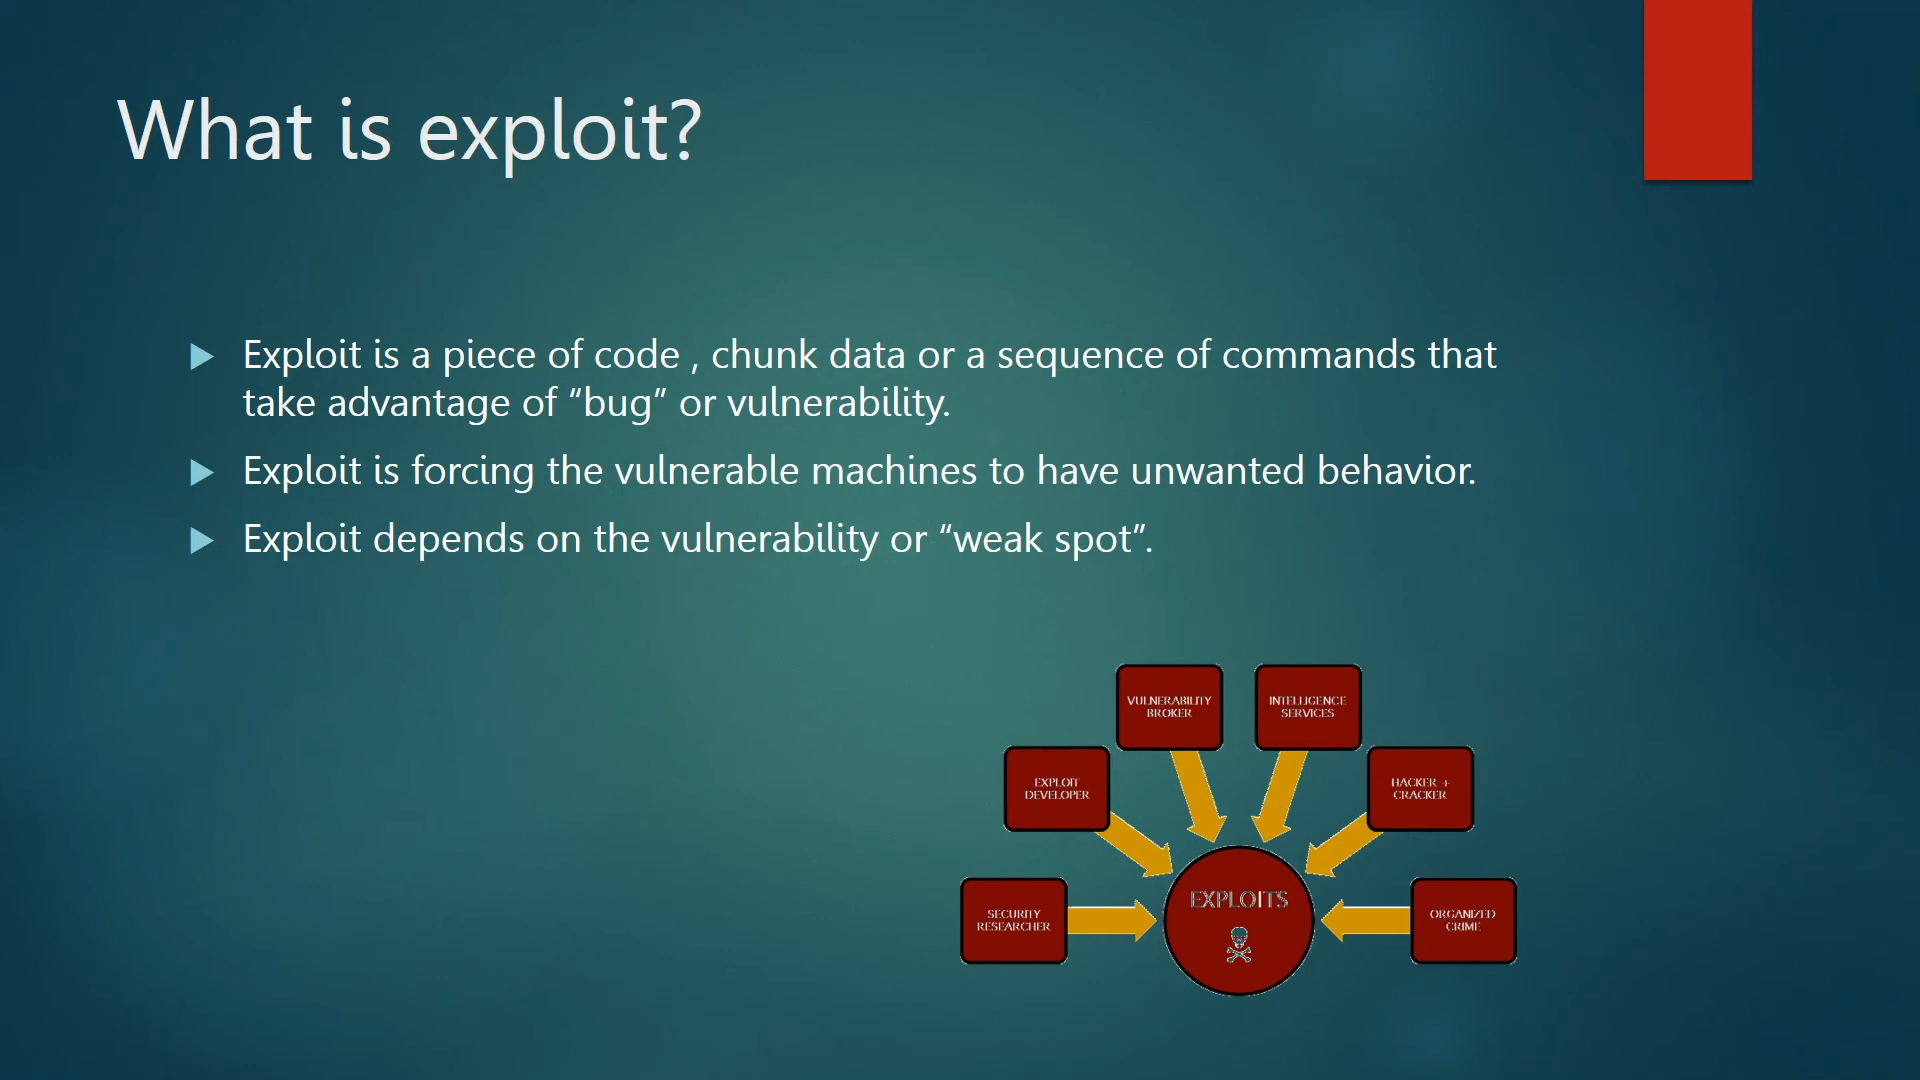 What is exploit?
Exploit is a piece of code , chunk data or a sequence of commands that
take advantage of “bug” or vulnerability.
Exploit is forcing the vulnerable machines to have unwanted behavior.
Exploit depends on the vulnerability or “weak spot”.
VULNERABILITY
BROKER
INTELLIGENCE
SERVICES
EXPLOIT
DEVELOPER
HACKER +
CRACKER
SECURITY
RESEARCHER
EXPLOITS
ORGANIZED
CRIME